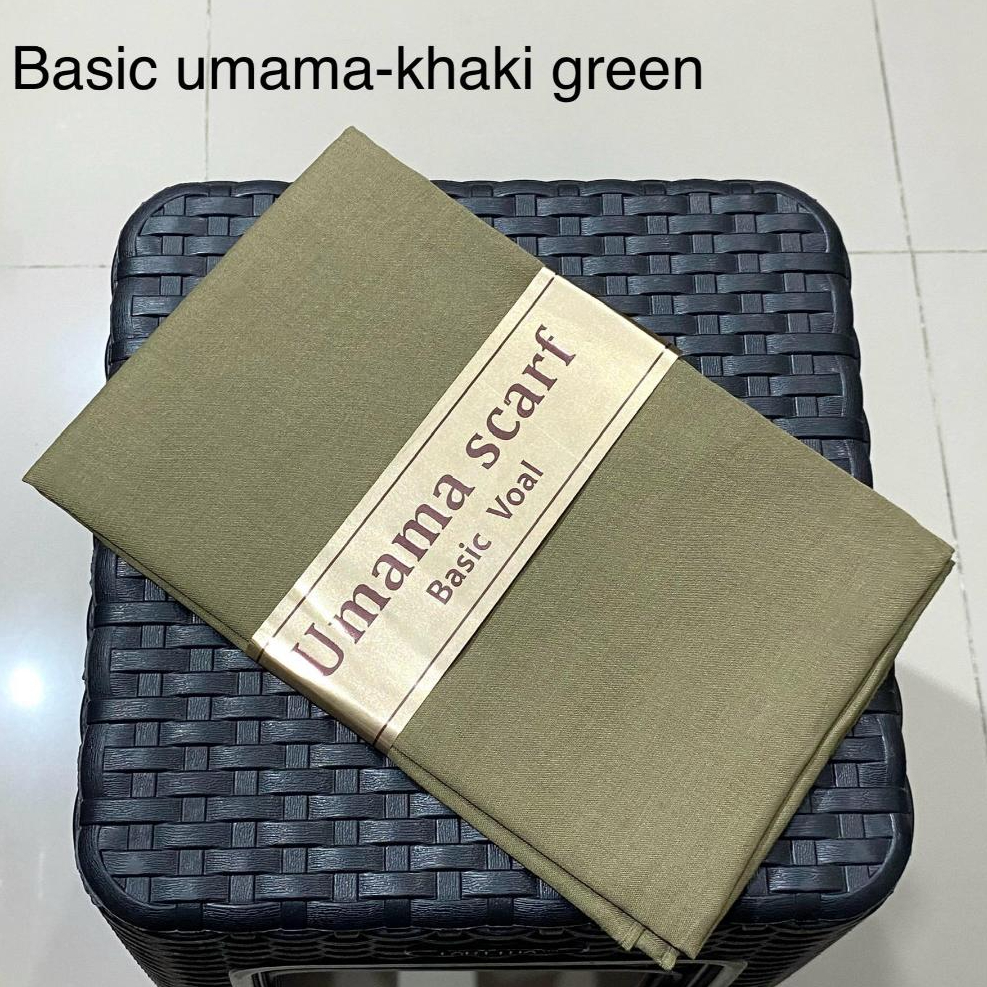 Basic umama-khaki green
Umama scarf
Basic Voal